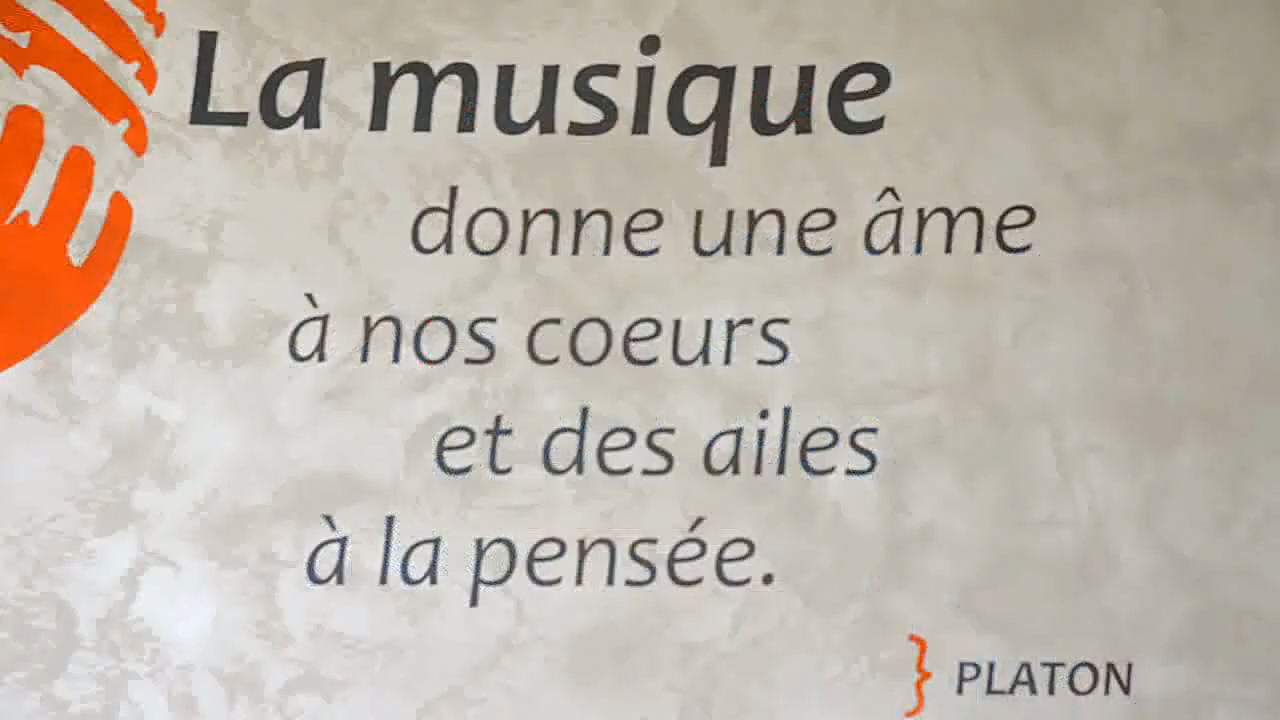 La musique
donne une âme
à nos coeurs
et des ailes
à la pensée.
} PLATON